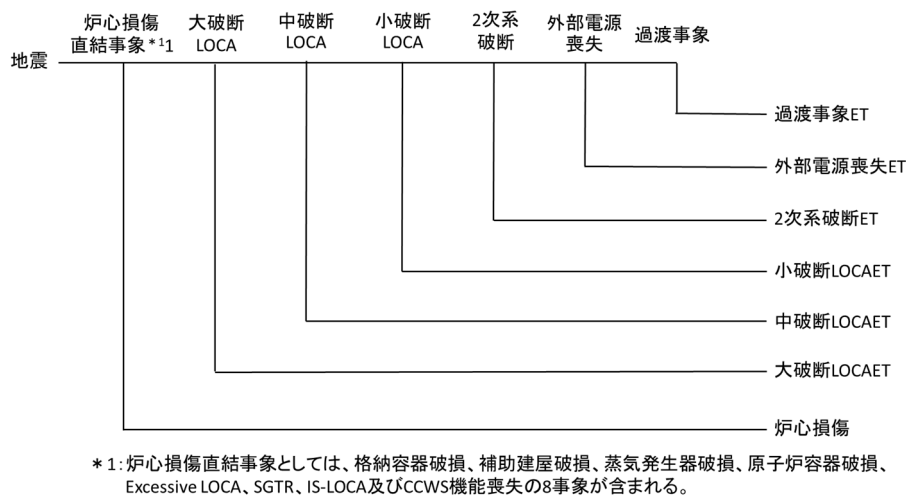 炉心損傷
直結事象*¹1
大破断
LOCA
中破断
LOCA
小破断
LOCA
2次系
破断
外部電源
喪失
過渡事象
地震
過渡事象ET
外部電源喪失ET
2次系破断ET
小破断LOCAET
中破断LOCAET
大破断LOCAET
炉心損傷
*1:炉心損傷直結事象としては、格納容器破損、補助建屋破損、蒸気発生器破損、原子炉容器破損、
Excessive LOCA、SGTR、IS-LOCA及びCCWS機能喪失の8事象が含まれる。